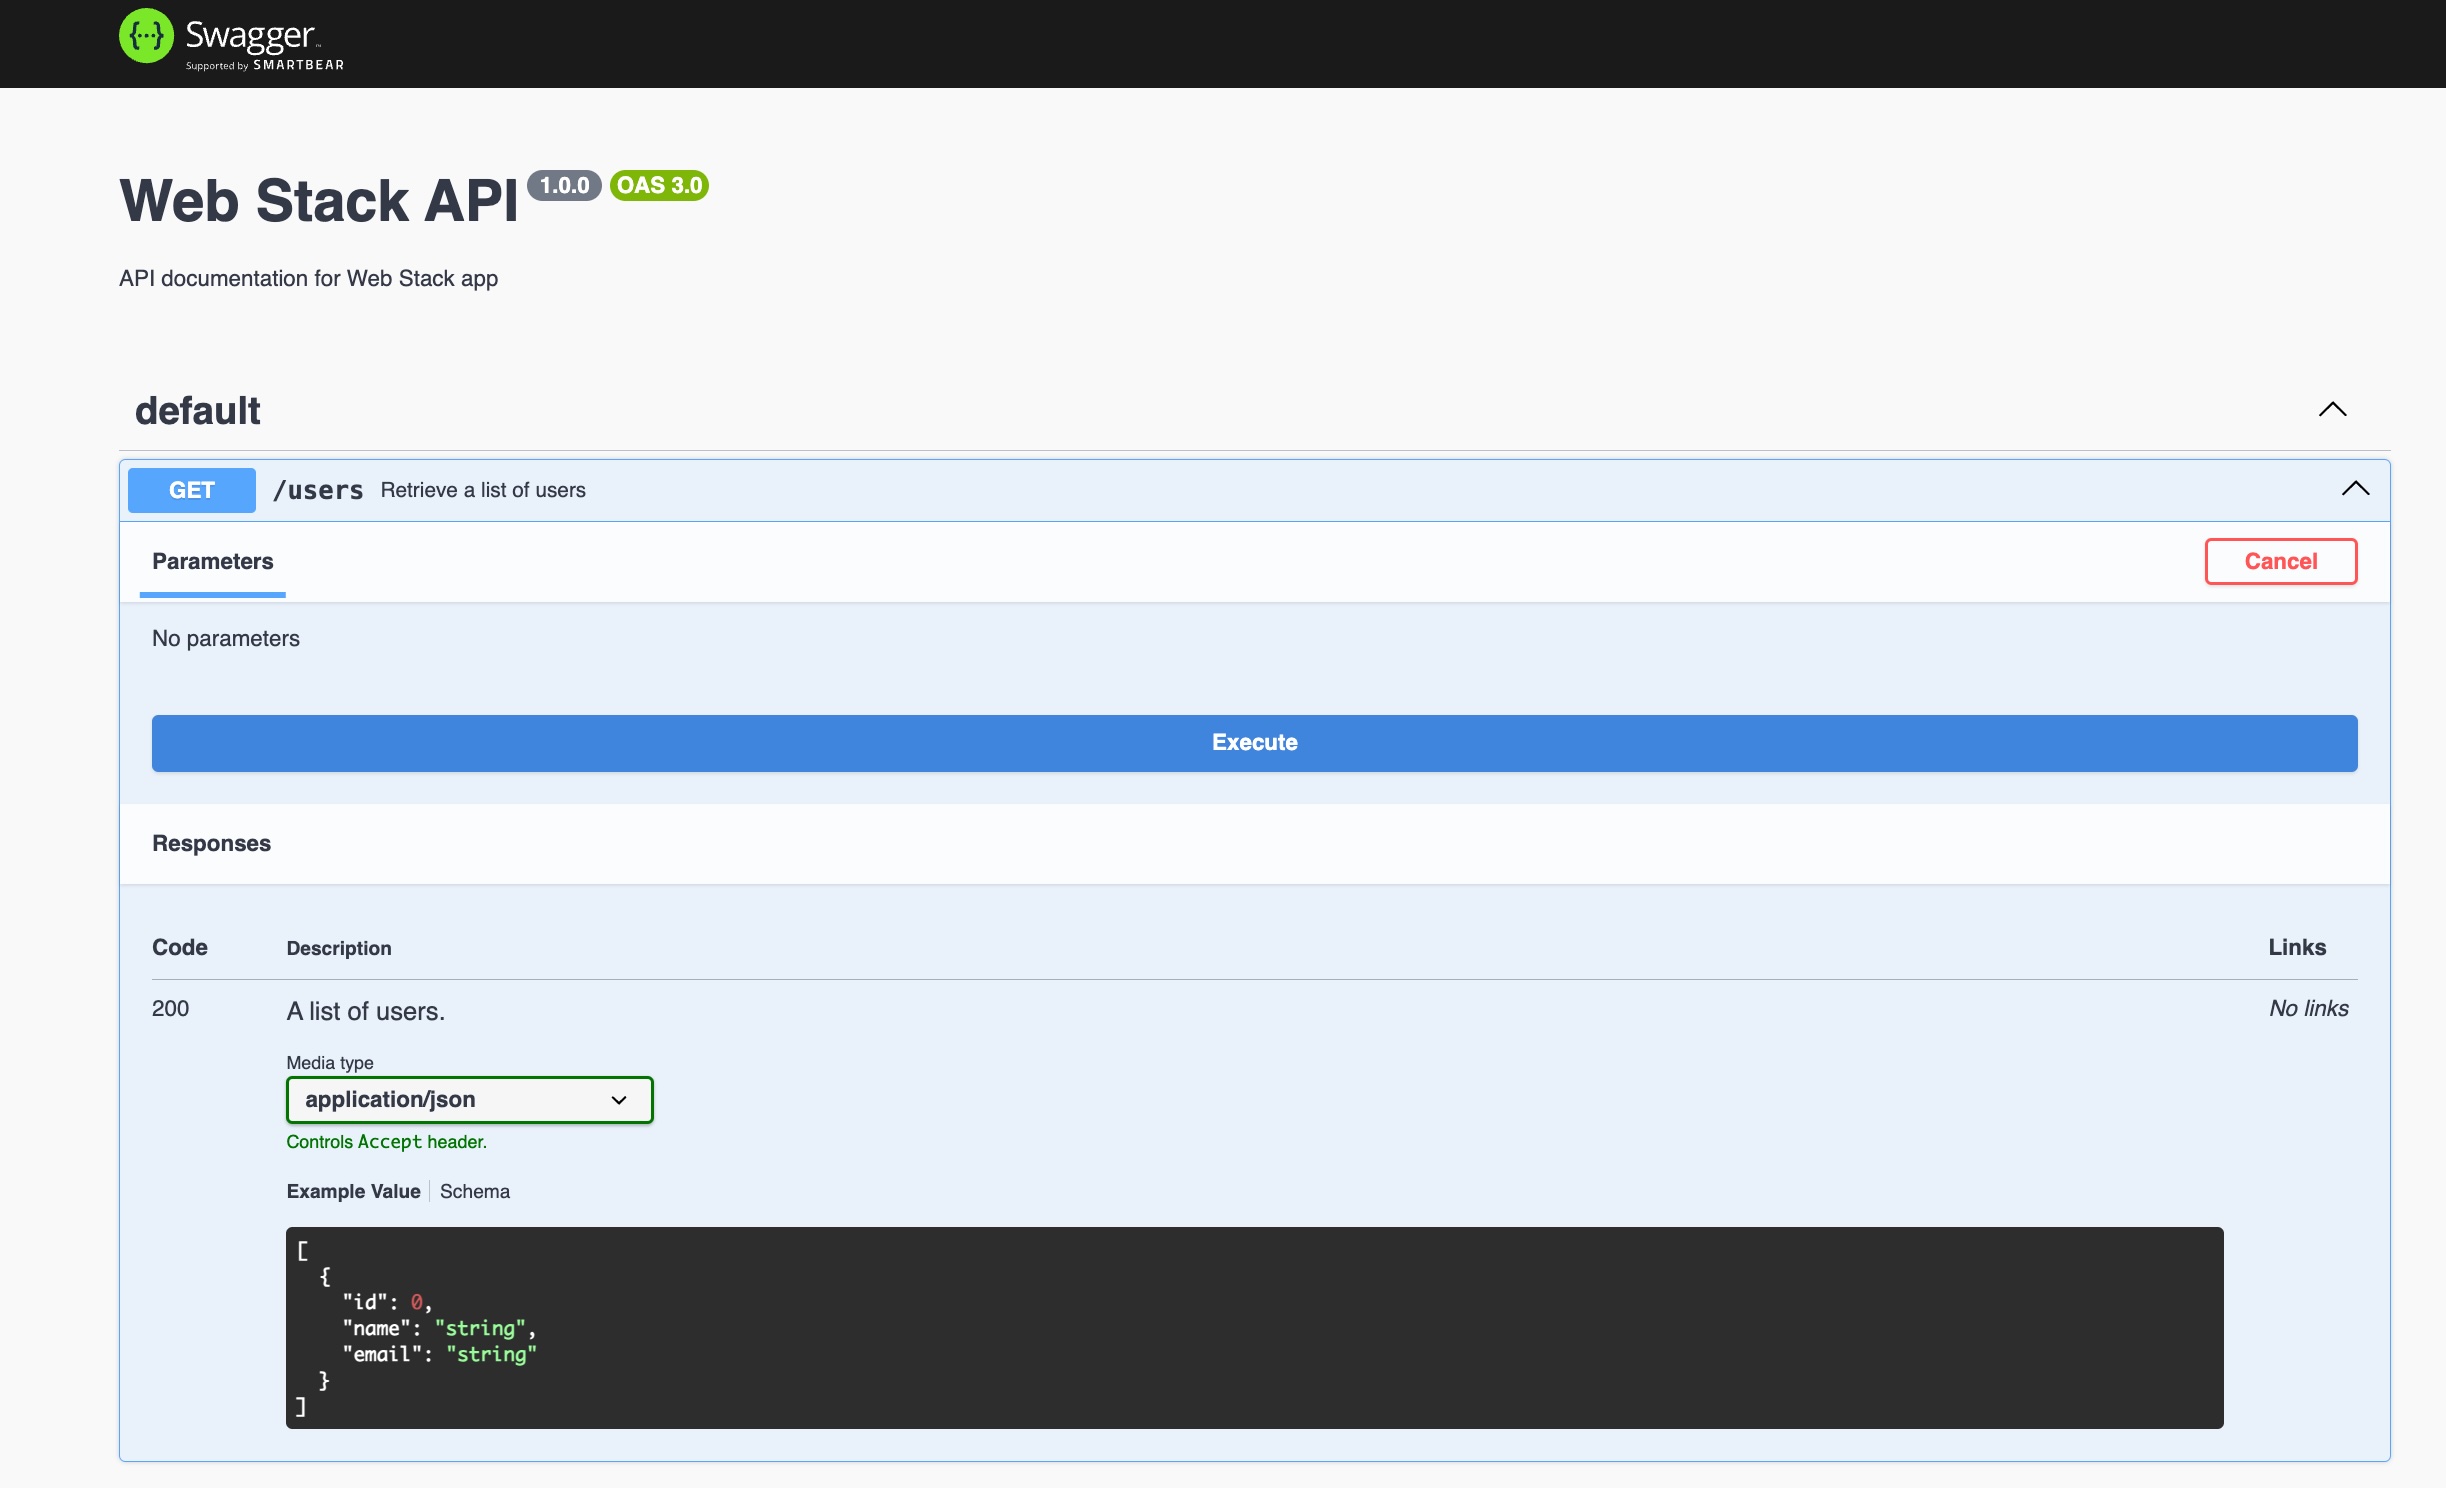 {···} Swagger™
Supported by SMARTBEAR
Web Stack API 1.0.0 OAS 3.0
API documentation for Web Stack app
default
GET /users Retrieve a list of users
Parameters Cancel
No parameters
Execute
Responses
Code Description Links
200 A list of users. No links
Media type
application/json
Controls Accept header.
Example Value Schema
[
  {
    "id": 0,
    "name": "string",
    "email": "string"
  }
]